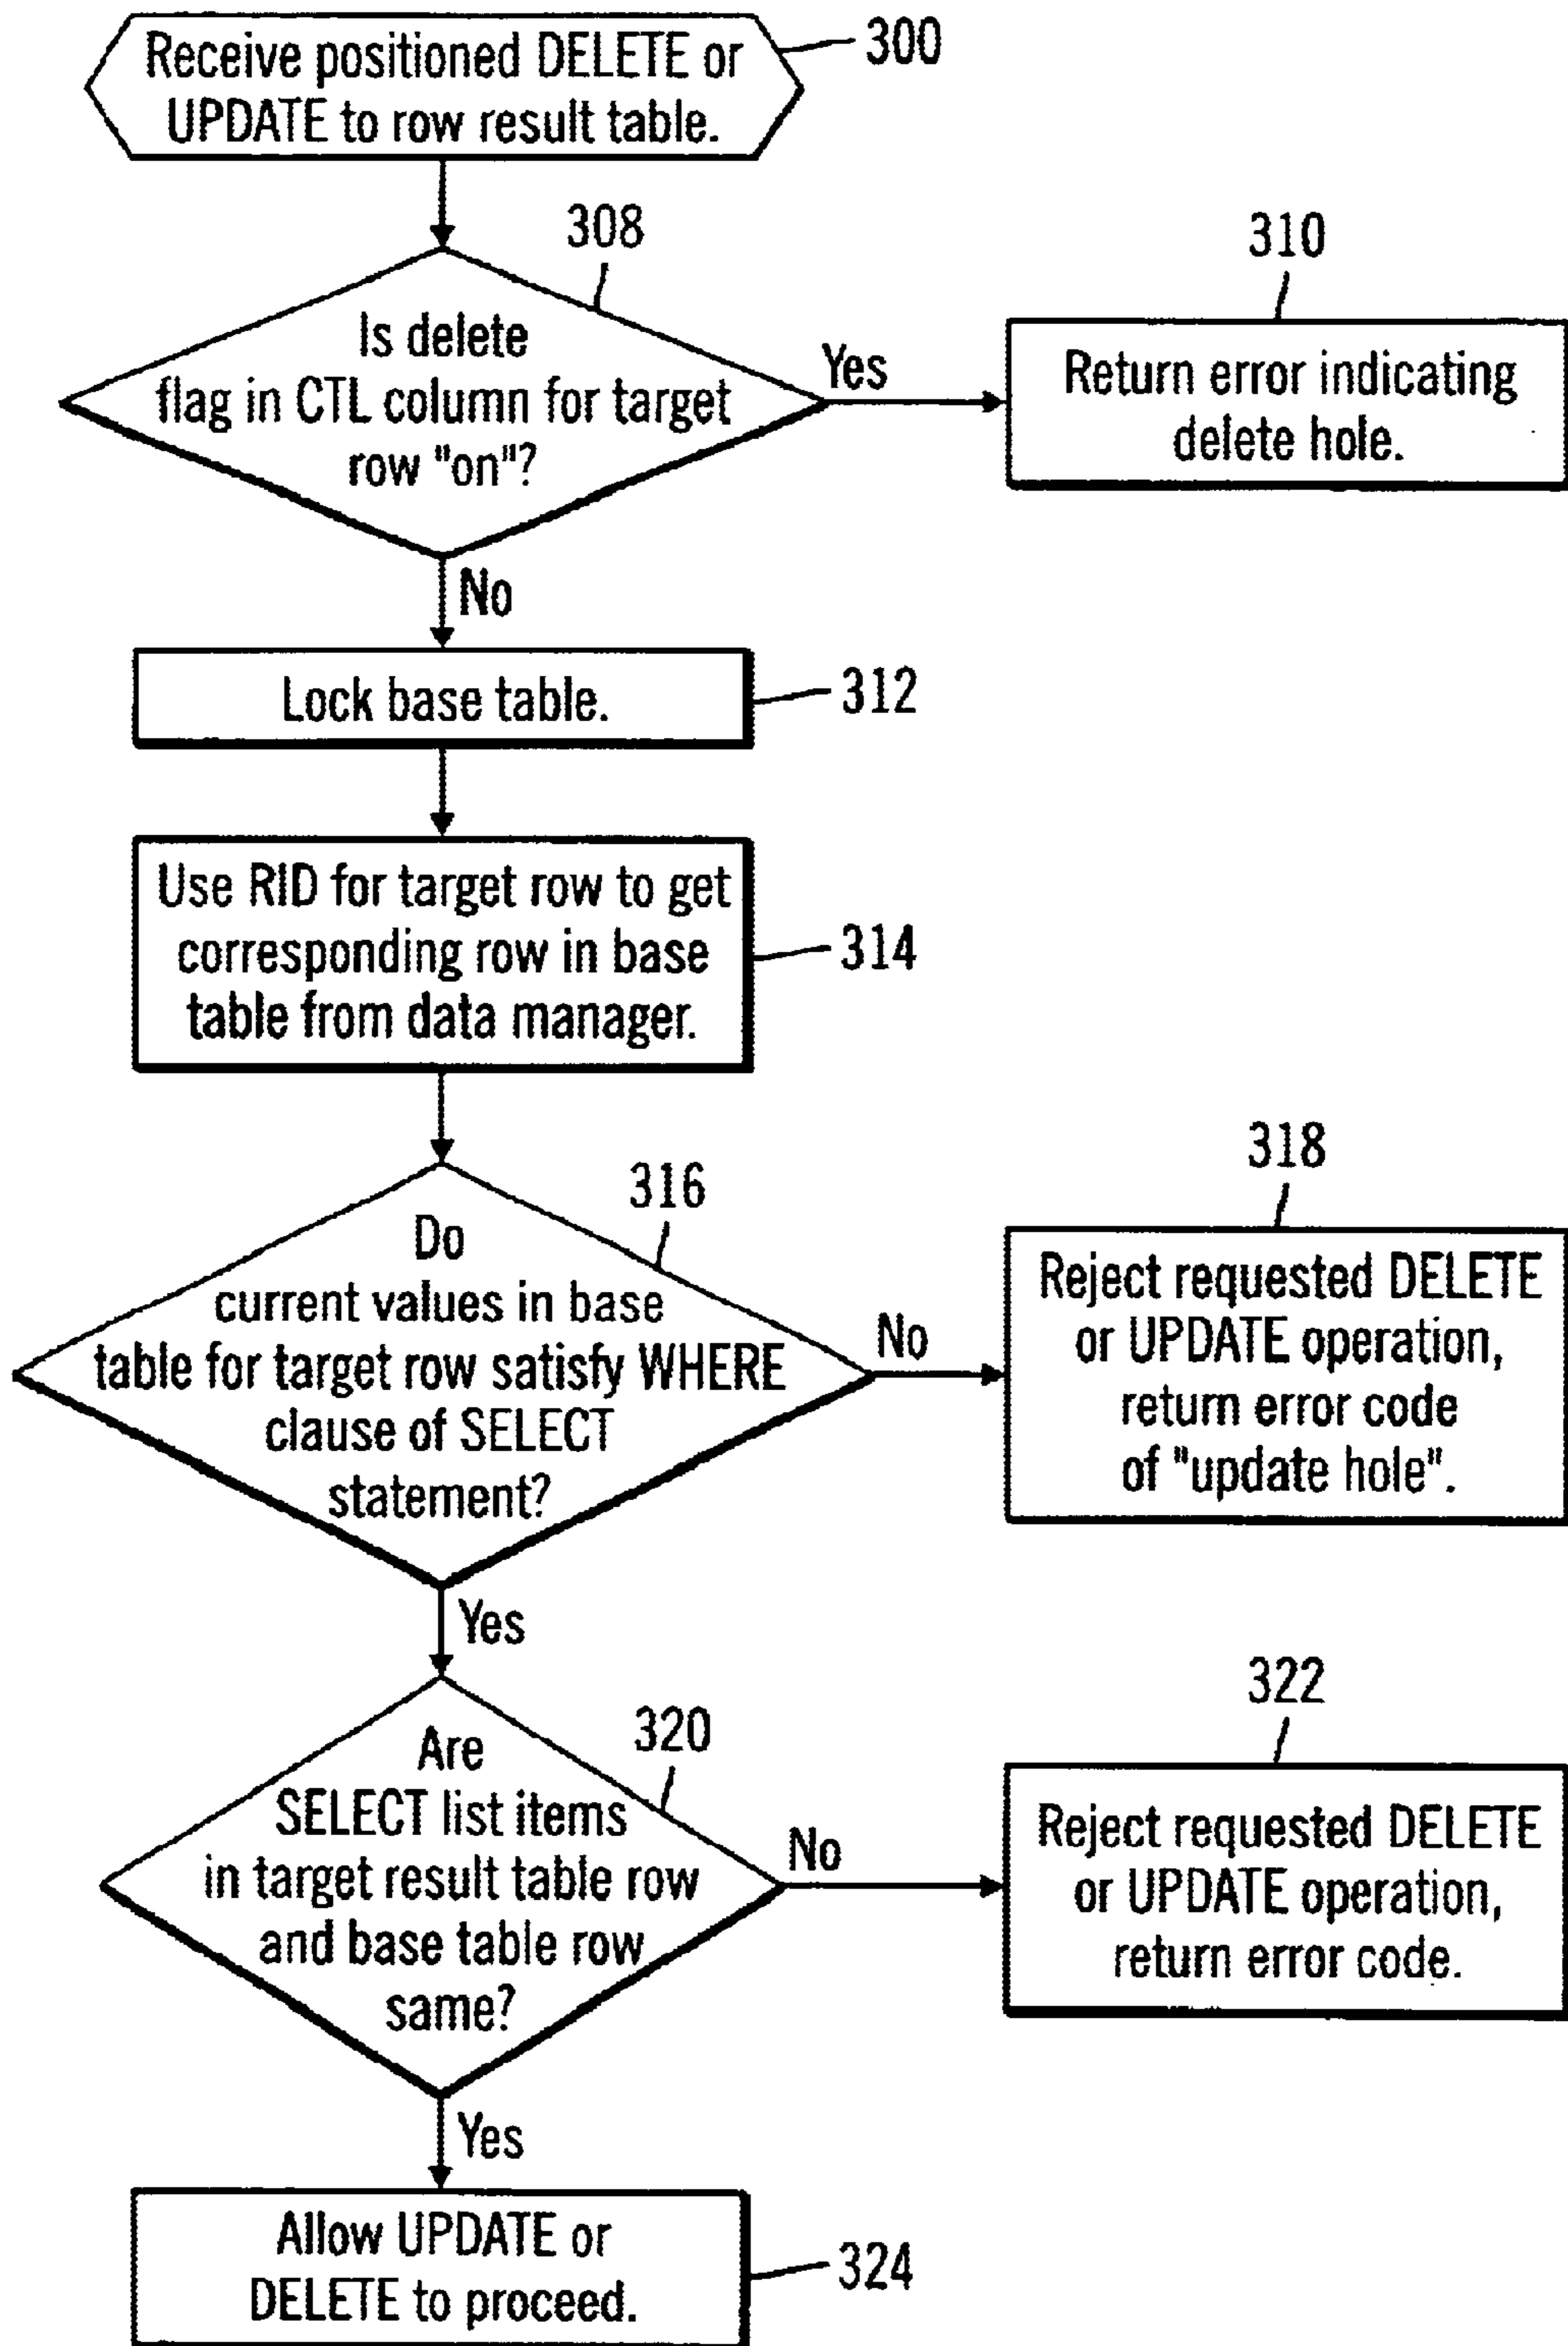 Receive positioned DELETE or
UPDATE to row result table.
300
308
Is delete
flag in CTL column for target
row "on"?
Yes
310
Return error indicating
delete hole.
No
Lock base table.
312
Use RID for target row to get
corresponding row in base
table from data manager.
314
316
Do
current values in base
table for target row satisfy WHERE
clause of SELECT
statement?
No
318
Reject requested DELETE
or UPDATE operation,
return error code
of "update hole".
Yes
320
Are
SELECT list items
in target result table row
and base table row
same?
No
322
Reject requested DELETE
or UPDATE operation,
return error code.
Yes
Allow UPDATE or
DELETE to proceed.
324